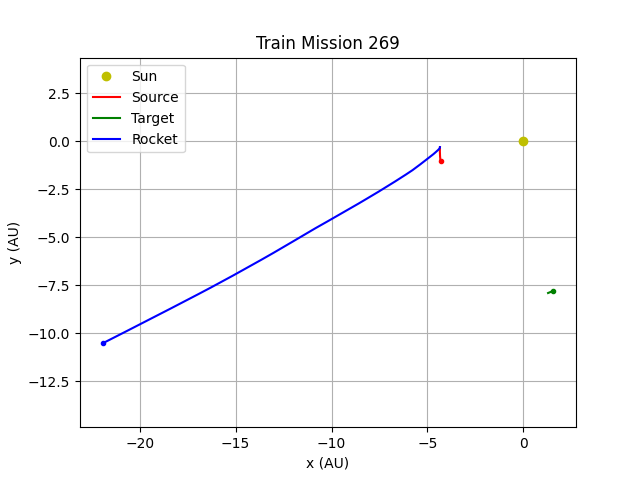 Train Mission 269
Sun
Source
Target
Rocket
2.5
0.0
−2.5
−5.0
−7.5
−10.0
−12.5
y (AU)
−20
−15
−10
−5
0
x (AU)